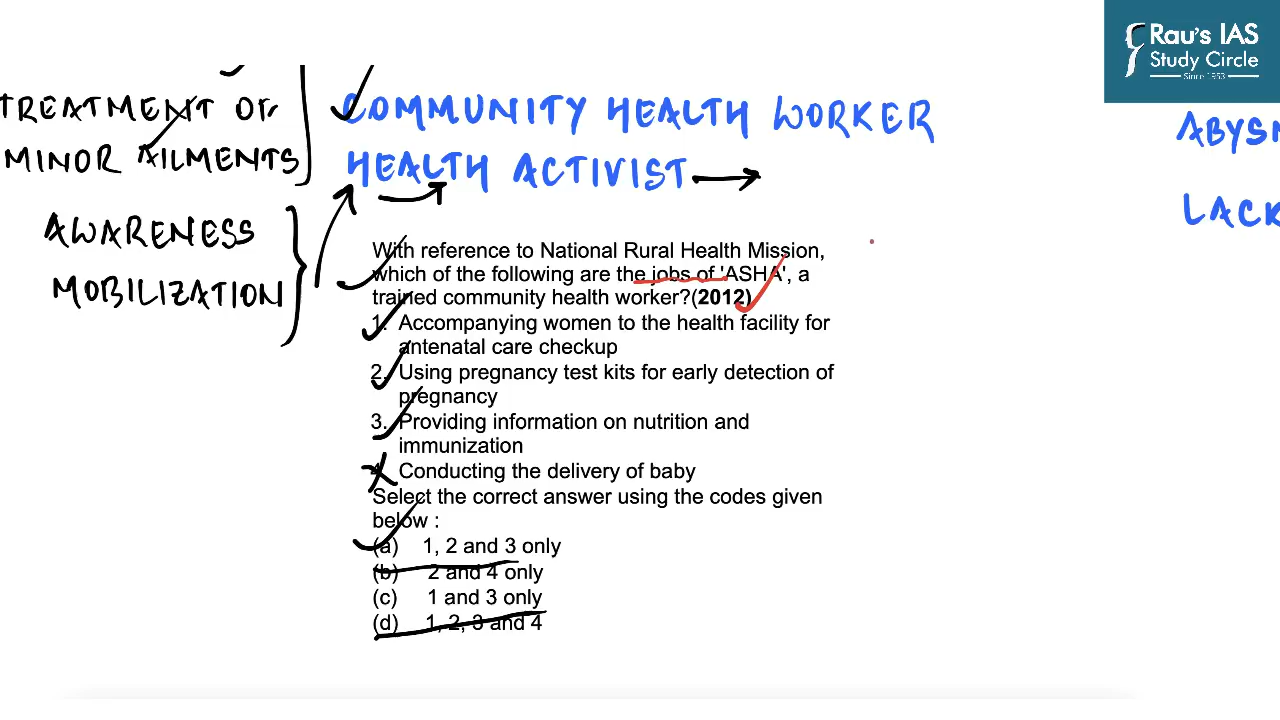 Rau's IAS
Study Circle
Since 1953
TREATMENT OF
MINOR AILMENTS
AWARENESS
MOBILIZATION
COMMUNITY HEALTH WORKER
HEALTH ACTIVIST
LACK
With reference to National Rural Health Mission,
which of the following are the jobs of 'ASHA', a
trained community health worker?(2012)
1. Accompanying women to the health facility for
antenatal care checkup
2. Using pregnancy test kits for early detection of
pregnancy
3. Providing information on nutrition and
immunization
4. Conducting the delivery of baby
Select the correct answer using the codes given
below :
(a) 1, 2 and 3 only
(b) 2 and 4 only
(c) 1 and 3 only
(d) 1, 2, 3 and 4